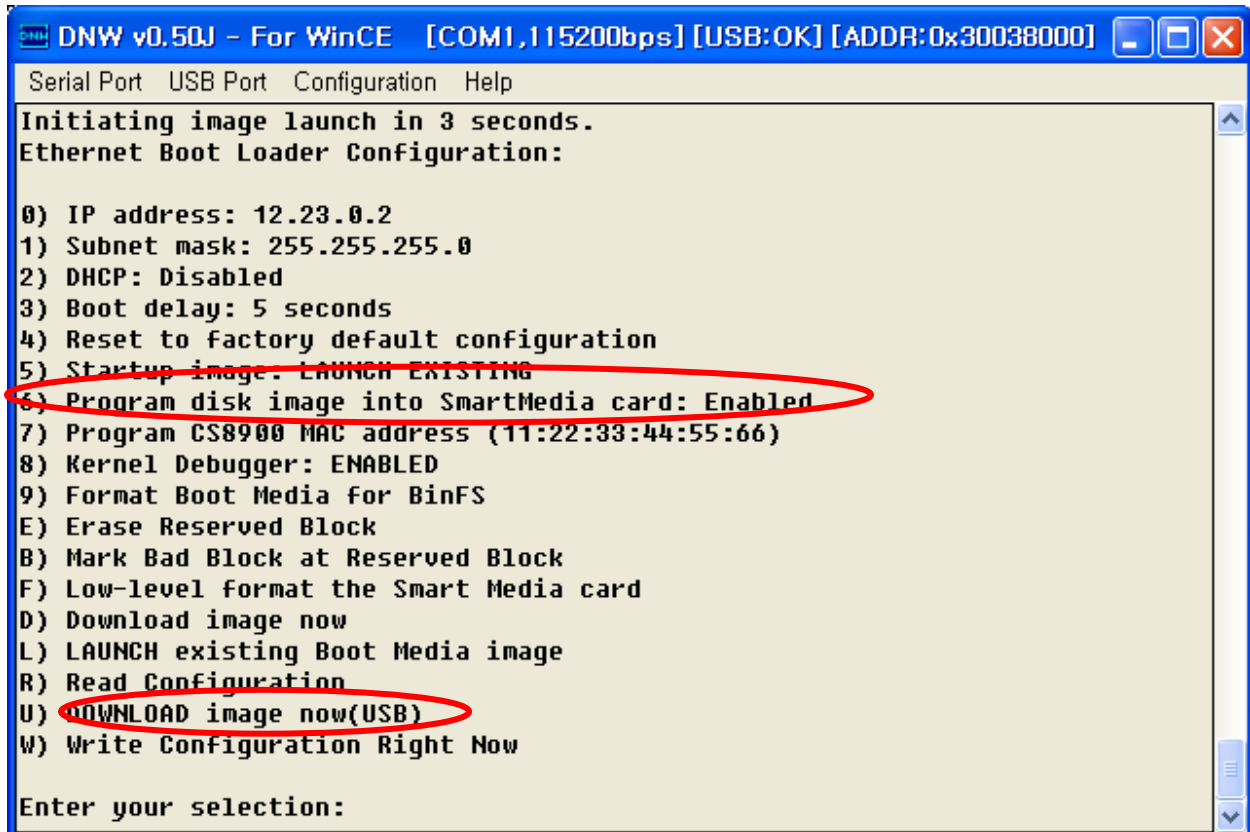 DNW v0.50J - For WinCE [COM1,115200bps] [USB:OK] [ADDR:0x30038000]
Serial Port USB Port Configuration Help
Initiating image launch in 3 seconds.
Ethernet Boot Loader Configuration:
0) IP address: 12.23.0.2
1) Subnet mask: 255.255.255.0
2) DHCP: Disabled
3) Boot delay: 5 seconds
4) Reset to factory default configuration
5) Startup image: LAUNCH EXISTING
6) Program disk image into SmartMedia card: Enabled
7) Program CS8900 MAC address (11:22:33:44:55:66)
8) Kernel Debugger: ENABLED
9) Format Boot Media for BinFS
E) Erase Reserved Block
B) Mark Bad Block at Reserved Block
F) Low-level format the Smart Media card
D) Download image now
L) LAUNCH existing Boot Media image
R) Read Configuration
U) DOWNLOAD image now(USB)
W) Write Configuration Right Now
Enter your selection: